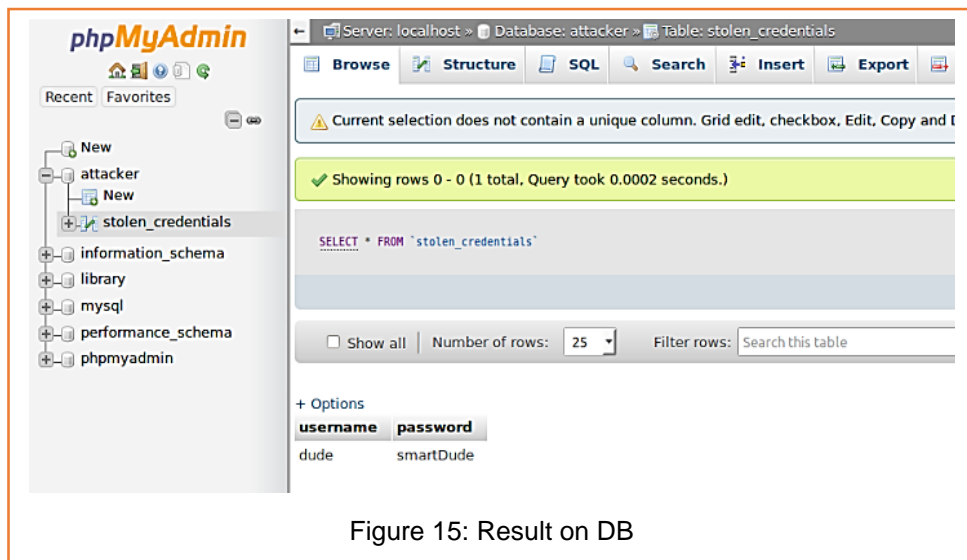 phpMyAdmin
Recent Favorites
New
attacker
New
stolen_credentials
information_schema
library
mysql
performance_schema
phpmyadmin
Server: localhost » Database: attacker » Table: stolen_credentials
Browse Structure SQL Search Insert Export
Current selection does not contain a unique column. Grid edit, checkbox, Edit, Copy and
Showing rows 0 - 0 (1 total, Query took 0.0002 seconds.)
SELECT * FROM `stolen_credentials`
Show all Number of rows: 25 Filter rows: Search this table
+ Options
username password
dude smartDude
Figure 15: Result on DB